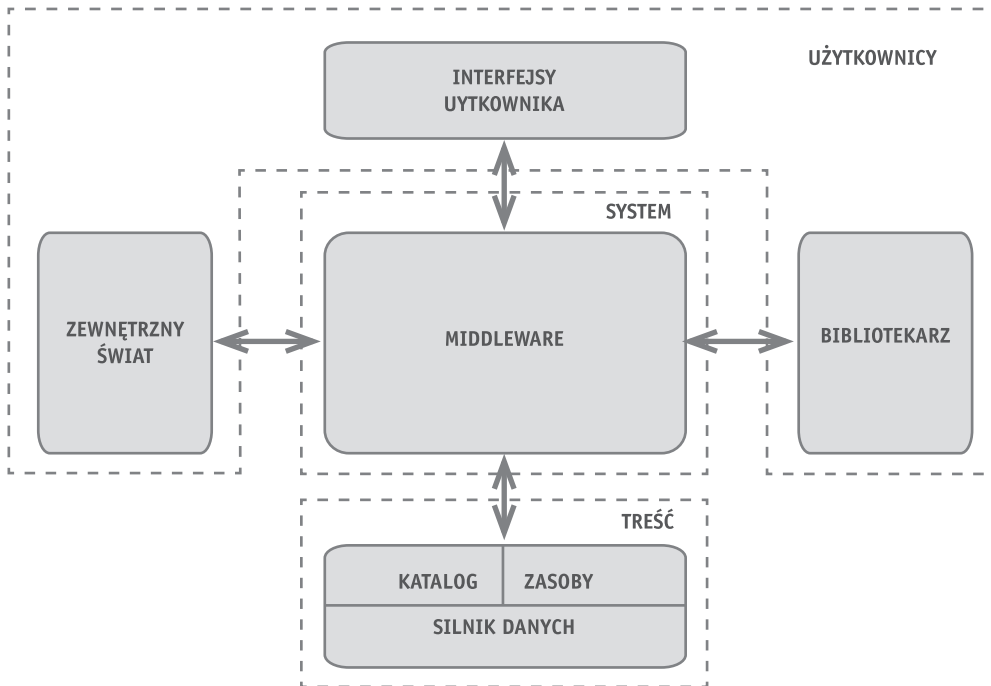 UŻYTKOWNICY
INTERFEJSY
UYTKOWNIKA
SYSTEM
ZEWNĘTRZNY
ŚWIAT
MIDDLEWARE
BIBLIOTEKARZ
TREŚĆ
KATALOG ZASOBY
SILNIK DANYCH